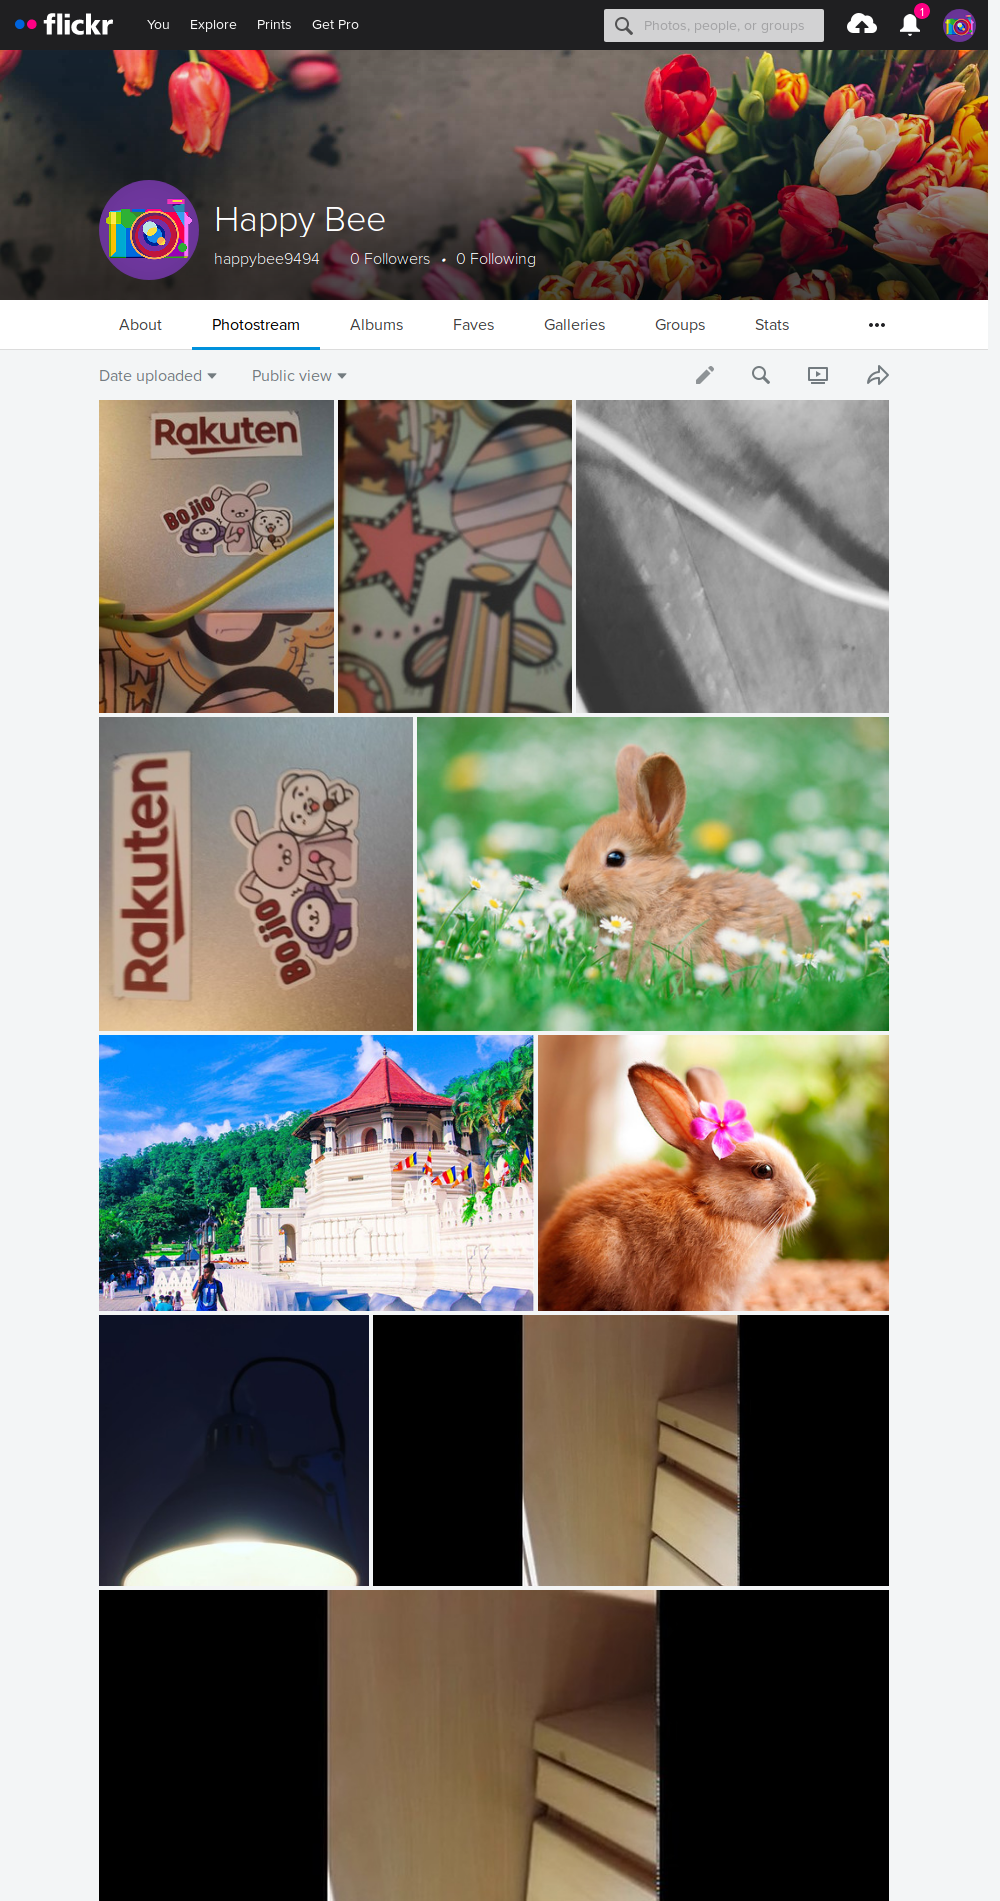 flickr You Explore Prints Get Pro Photos, people, or groups 1
Happy Bee
happybee9494 0 Followers • 0 Following
About Photostream Albums Faves Galleries Groups Stats •••
Date uploaded Public view
Rakuten
Bojio
Rakuten
Bojio